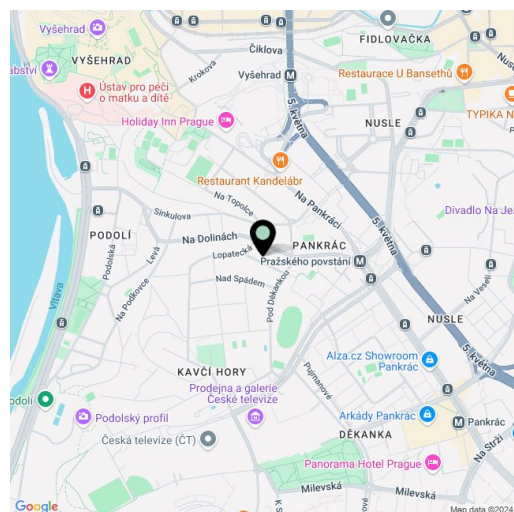 Vyšehrad
FIDLOVAČKA
Čiklova
VYŠEHRAD
Krokova
Vyšehrad
Restaurace U Bansethů
Ústav pro péči
o matku a dítě
5. května
TYPIKA N
Holiday Inn Prague
NUSLE
Restaurant Kandelábr
Na Topolce
Na Pankráci
Sinkulova
5. května
Divadlo Na Je
PODOLÍ
Na Dolinách
Podolská
Levá
Lopatecká
PANKRÁC
Pražského povstání
Na Podkovce
Nad Spádem
Pod Děkankou
Na Veselí
Vltava
NUSLE
Alza.cz Showroom
Pankrác
KAVČÍ HORY
Pujmanové
Prodejna a galerie
České televize
Podolský profil
Arkády Pankrác
Pankrác
Česká televize (ČT)
DĚKANKA
Na Strži
Panorama Hotel Prague
Milevská
Milevská
Google
Map data ©2024